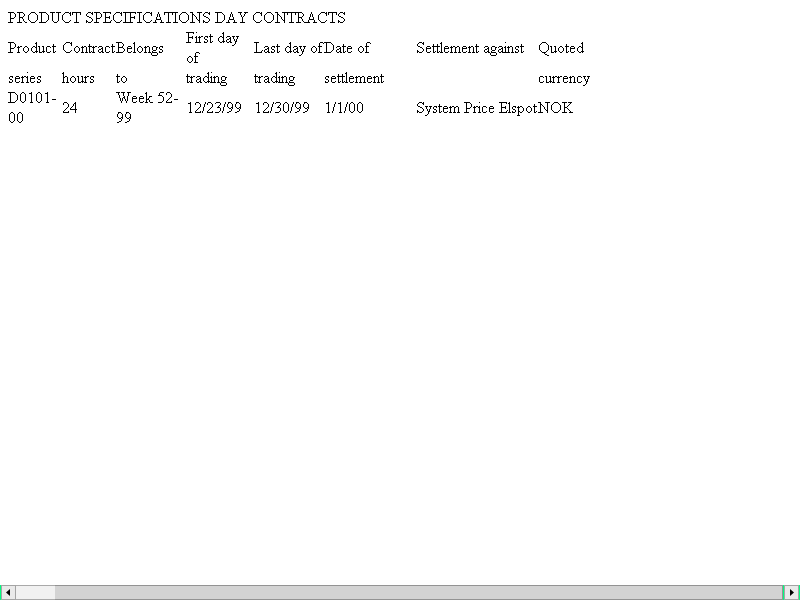 PRODUCT SPECIFICATIONS DAY CONTRACTS
Product Contract Belongs First day of Last day of Date of Settlement against Quoted
series hours to trading trading settlement currency
D0101-00 24 Week 52-99 12/23/99 12/30/99 1/1/00 System Price Elspot NOK